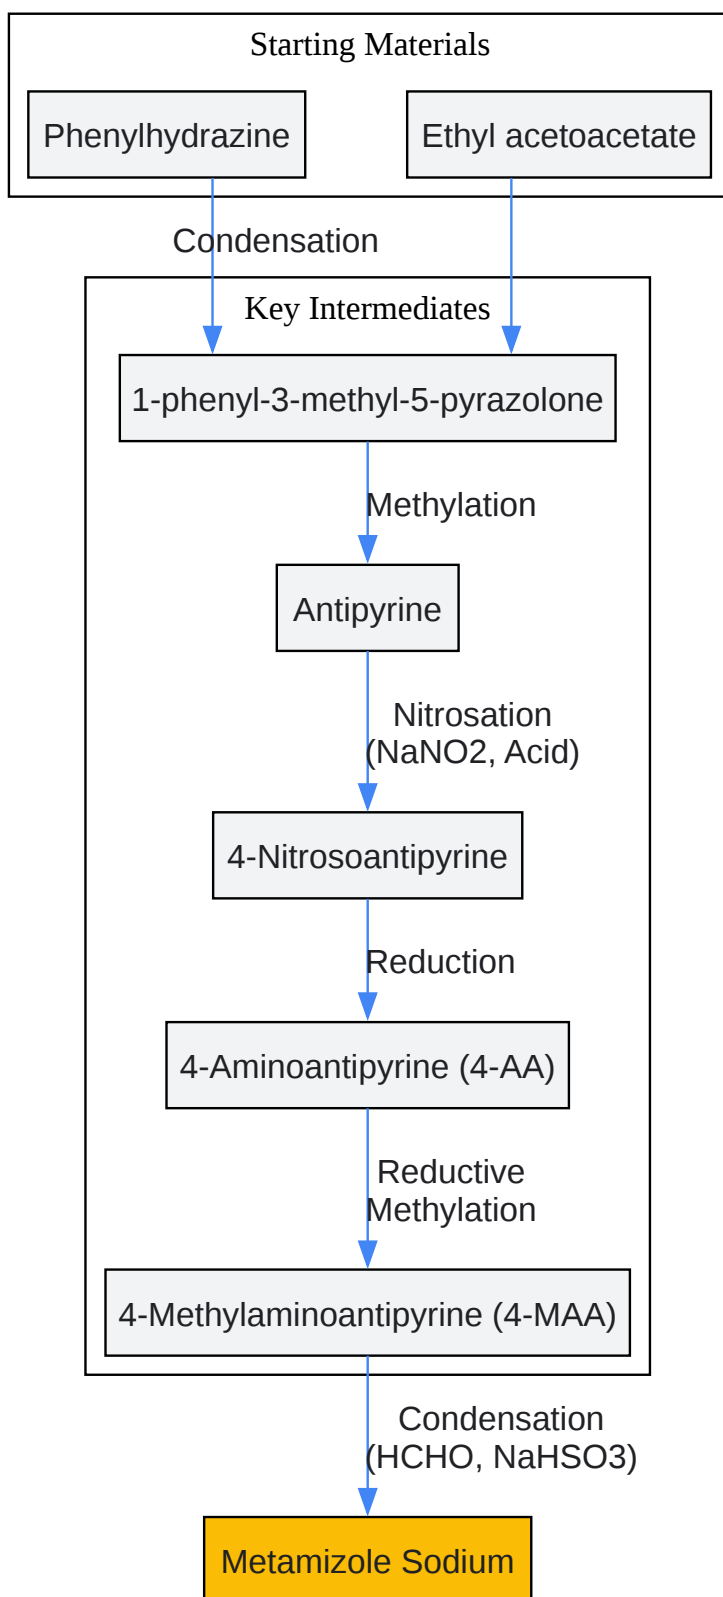 Starting Materials
Phenylhydrazine
Ethyl acetoacetate
Condensation
Key Intermediates
1-phenyl-3-methyl-5-pyrazolone
Methylation
Antipyrine
Nitrosation
(NaNO2, Acid)
4-Nitrosoantipyrine
Reduction
4-Aminoantipyrine (4-AA)
Reductive
Methylation
4-Methylaminoantipyrine (4-MAA)
Condensation
(HCHO, NaHSO3)
Metamizole Sodium